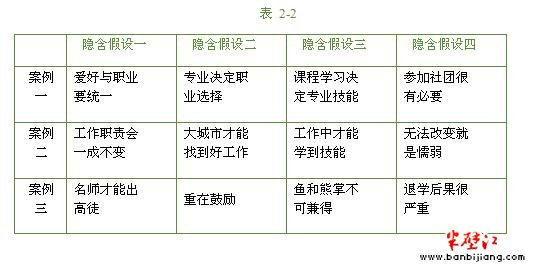 表 2-2
隐含假设一 隐含假设二 隐含假设三 隐含假设四
案例 爱好与职业 专业决定职 课程学习决 参加社团很
一 要统一 业选择 定专业技能 有必要
案例 工作职责会 大城市才能 工作中才能 无法改变就
二 一成不变 找到好工作 学到技能 是懦弱
案例 名师才能出 重在鼓励 鱼和熊掌不 退学后果很
三 高徒 可兼得 严重
半壁江
www.banbijiang.com